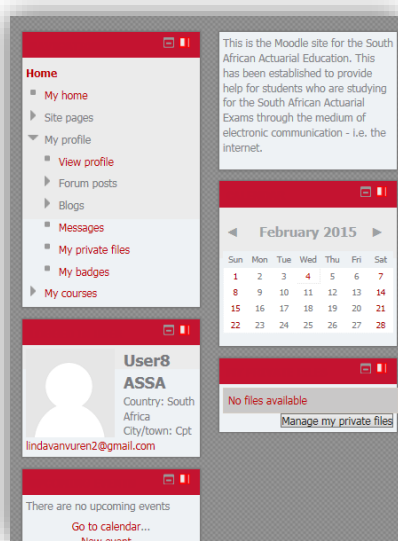 Home
My home
Site pages
My profile
View profile
Forum posts
Blogs
Messages
My private files
My badges
My courses
User8
ASSA
Country: South
Africa
City/town: Cpt
lindavanvuren2@gmail.com
There are no upcoming events
Go to calendar...
New event...
This is the Moodle site for the South
African Actuarial Education. This
has been established to provide
help for students who are studying
for the South African Actuarial
Exams through the medium of
electronic communication - i.e. the
internet.
February 2015
Sun Mon Tue Wed Thu Fri Sat
1 2 3 4 5 6 7
8 9 10 11 12 13 14
15 16 17 18 19 20 21
22 23 24 25 26 27 28
No files available
Manage my private files